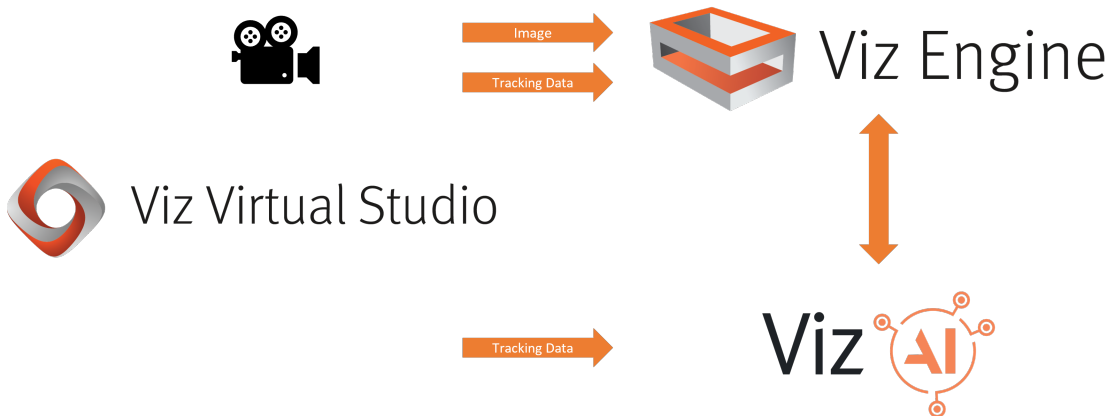 Image
Tracking Data
Viz Engine
Viz Virtual Studio
Tracking Data
Viz AI